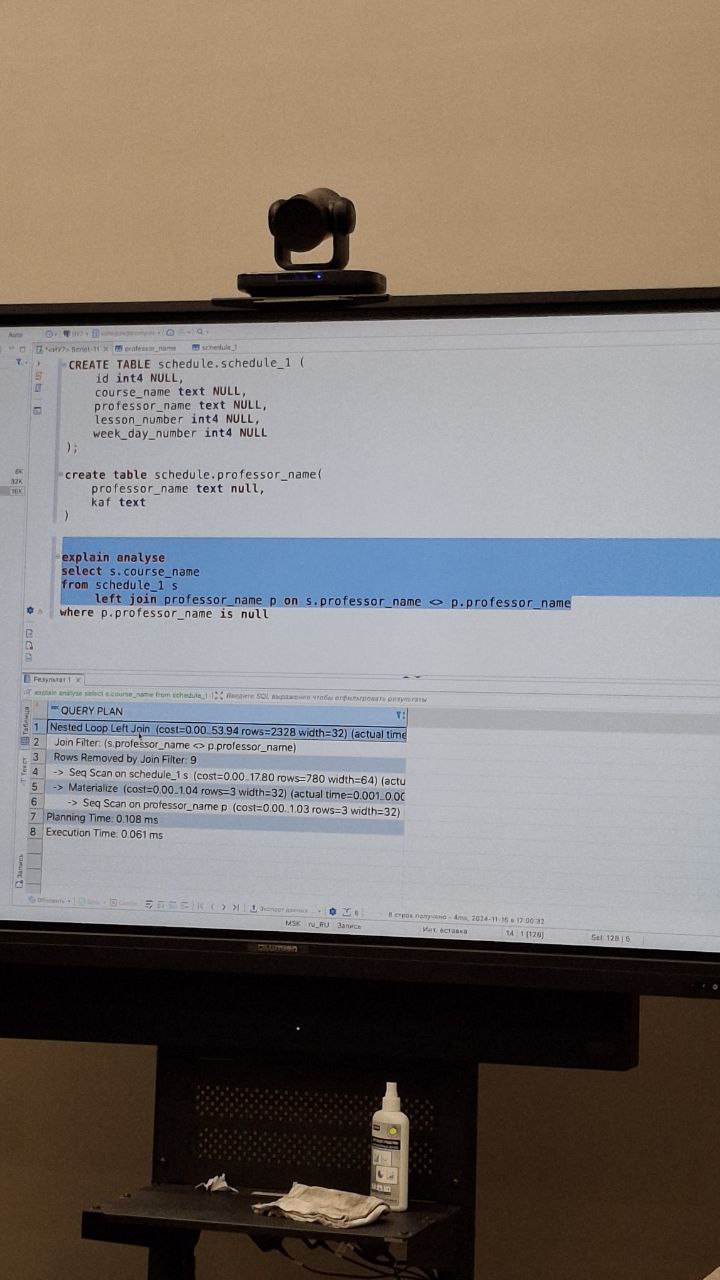 Auto
*<dV7> Script-11 professor_name schedule_1
CREATE TABLE schedule.schedule_1 (
id int4 NULL,
course_name text NULL,
professor_name text NULL,
lesson_number int4 NULL,
week_day_number int4 NULL
);
create table schedule.professor_name(
professor_name text null,
kaf text
)
explain analyse
select s.course_name
from schedule_1 s
left join professor_name p on s.professor_name <> p.professor_name
where p.professor_name is null
6K
32K
16K
Результат 1
explain analyse select s.course_name from schedule_1 Введите SQL выражение чтобы отфильтровать результаты
Таблица
Текст
Запись
QUERY PLAN
1 Nested Loop Left Join (cost=0.00..53.94 rows=2328 width=32) (actual time
2 Join Filter: (s.professor_name <> p.professor_name)
3 Rows Removed by Join Filter: 9
4 -> Seq Scan on schedule_1 s (cost=0.00..17.80 rows=780 width=64) (actu
5 -> Materialize (cost=0.00..1.04 rows=3 width=32) (actual time=0.001..0.00
6 -> Seq Scan on professor_name p (cost=0.00..1.03 rows=3 width=32)
7 Planning Time: 0.108 ms
8 Execution Time: 0.061 ms
Обновить Save Cancel Экспорт данных ... 8 8 строк получено - 4ms, 2024-11-16 в 17:00:32
MSK ru_RU Запись Инт. вставка 14 : 1 [126] Sel: 126 | 5
Lumien